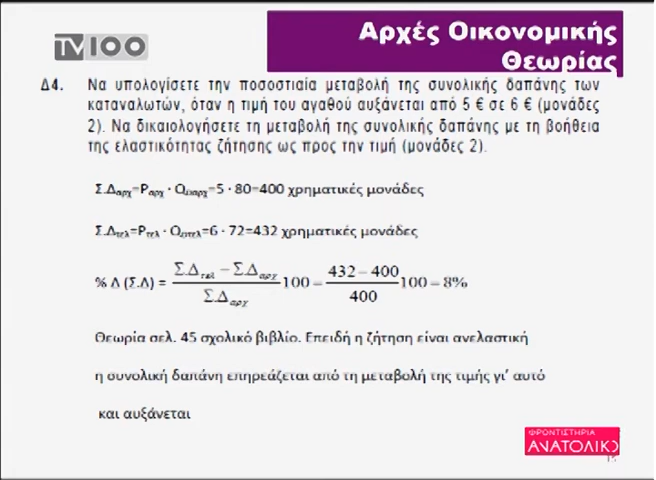 TV100
Αρχές Οικονομικής
Θεωρίας
Δ4. Να υπολογίσετε την ποσοστιαία μεταβολή της συνολικής δαπάνης των
καταναλωτών, όταν η τιμή του αγαθού αυξάνεται από 5 € σε 6 € (μονάδες
2). Να δικαιολογήσετε τη μεταβολή της συνολικής δαπάνης με τη βοήθεια
της ελαστικότητας ζήτησης ως προς την τιμή (μονάδες 2).
Σ.Δαρχ=Pαρχ · QDαρχ=5 · 80=400 χρηματικές μονάδες
Σ.Δτελ=Pτελ · QDτελ=6 · 72=432 χρηματικές μονάδες
% Δ (Σ.Δ) = (Σ.Δτελ − Σ.Δαρχ)/Σ.Δαρχ 100 = (432 − 400)/400 100 = 8%
Θεωρία σελ. 45 σχολικό βιβλίο. Επειδή η ζήτηση είναι ανελαστική
η συνολική δαπάνη επηρεάζεται από τη μεταβολή της τιμής γι' αυτό
και αυξάνεται
ΦΡΟΝΤΙΣΤΗΡΙΑ
ΑΝΑΤΟΛΙΚΟ